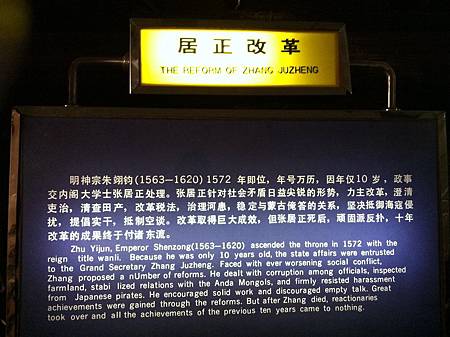 居正改革
THE REFORM OF ZHANG JUZHENG
明神宗朱翊钧(1563—1620) 1572 年即位，年号万历，因年仅10 岁，政事
交内阁大学士张居正处理。张居正针对社会矛盾日益尖锐的形势，力主改革，澄清
吏治，清查田产，改革税法，治理河患，稳定与蒙古俺答的关系，坚决抵御海寇侵
扰，提倡实干，抵制空谈。改革取得巨大成效，但张居正死后，顽固派反扑，十年
改革的成果终于付诸东流。
Zhu Yijun, Emperor Shenzong(1563—1620) ascended the throne in 1572 with the
reign title wanli. Because he was only 10 years old, the state affairs were entrusted
to the Grand Secretary Zhang Juzheng. Faced with ever worsening social conflict,
Zhang proposed a nUmber of reforms. He dealt with corruption among officials, inspected
farmland, stabi lized relations with the Anda Mongols, and firmly resisted harassment
from Japanese pirates. He encouraged solid work and discouraged empty talk. Great
achievements were gained through the reforms. But after Zhang died, reactionaries
took over and all the achievements of the previous ten years came to nothing.